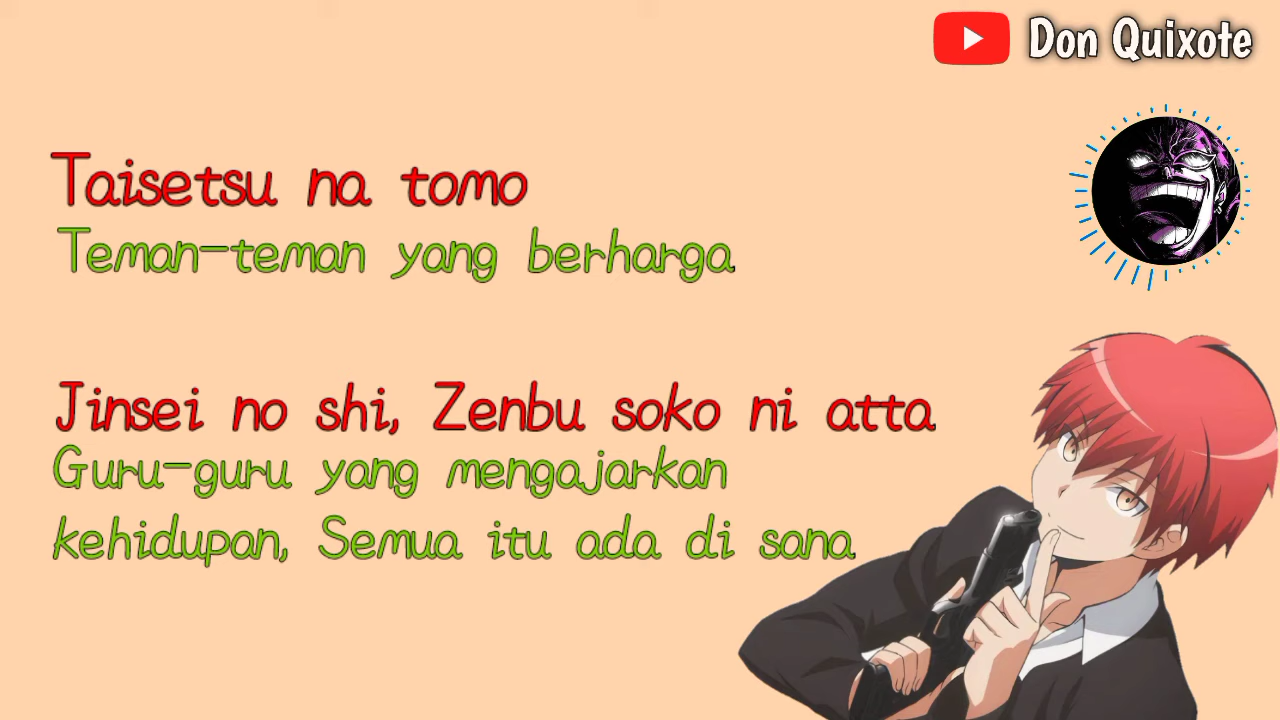 Don Quixote
Taisetsu na tomo
Teman-teman yang berharga
Jinsei no shi, Zenbu soko ni atta
Guru-guru yang mengajarkan
kehidupan, Semua itu ada di sana